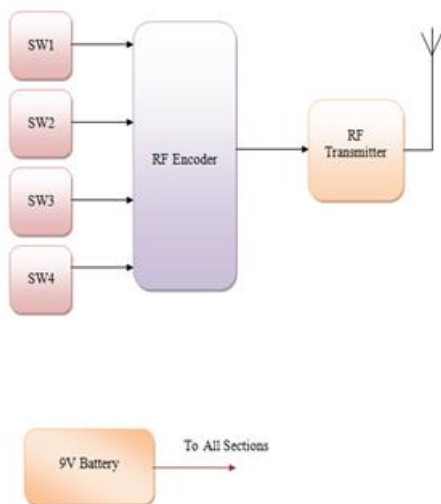 SW1
SW2
SW3
SW4
RF Encoder
RF
Transmitter
9V Battery
To All Sections